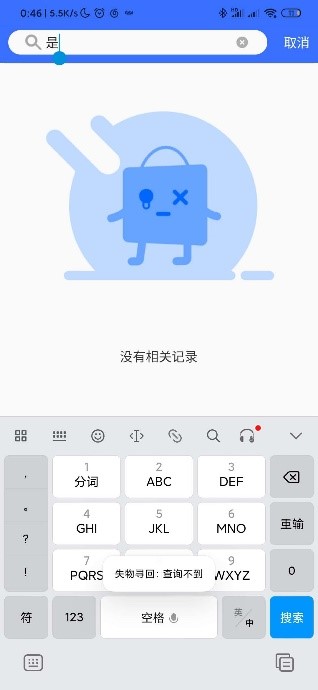 0:46 | 5.5K/s
是
取消
没有相关记录
，
。
？
！
1
分词
2
ABC
3
DEF
4
GHI
5
JKL
6
MNO
重输
7
PQRS
9
WXYZ
0
失物寻回：查询不到
符
123
空格
英/中
搜索